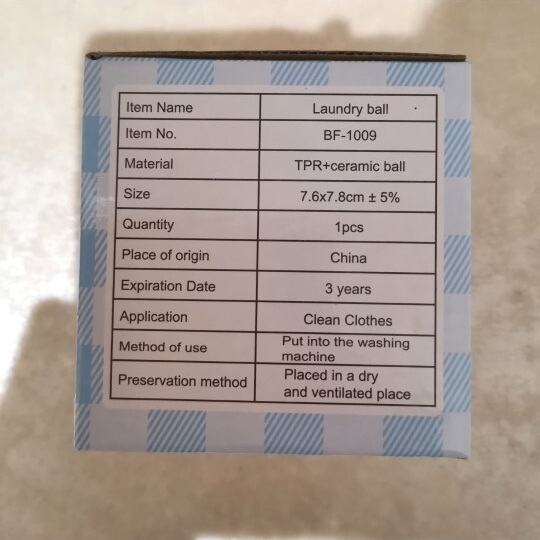 Item Name Laundry ball
Item No. BF-1009
Material TPR+ceramic ball
Size 7.6x7.8cm ± 5%
Quantity 1pcs
Place of origin China
Expiration Date 3 years
Application Clean Clothes
Method of use Put into the washing
machine
Preservation method Placed in a dry
and ventilated place